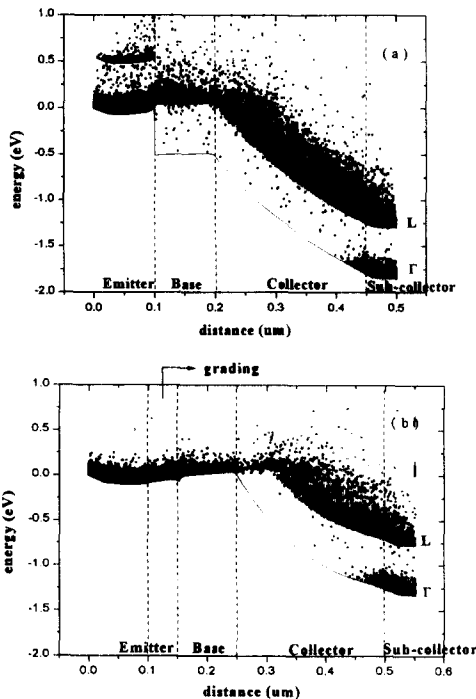 1.0
(a)
0.5
0.0
-0.5
-1.0
-1.5
-2.0
energy (eV)
L
Γ
Emitter Base Collector Sub-collector
0.0 0.1 0.2 0.3 0.4 0.5
distance (um)
grading
1.0
(b)
0.5
0.0
-0.5
-1.0
-1.5
-2.0
energy (eV)
L
Γ
Emitter Base Collector Sub-collector
0.0 0.1 0.2 0.3 0.4 0.5 0.6
distance (um)